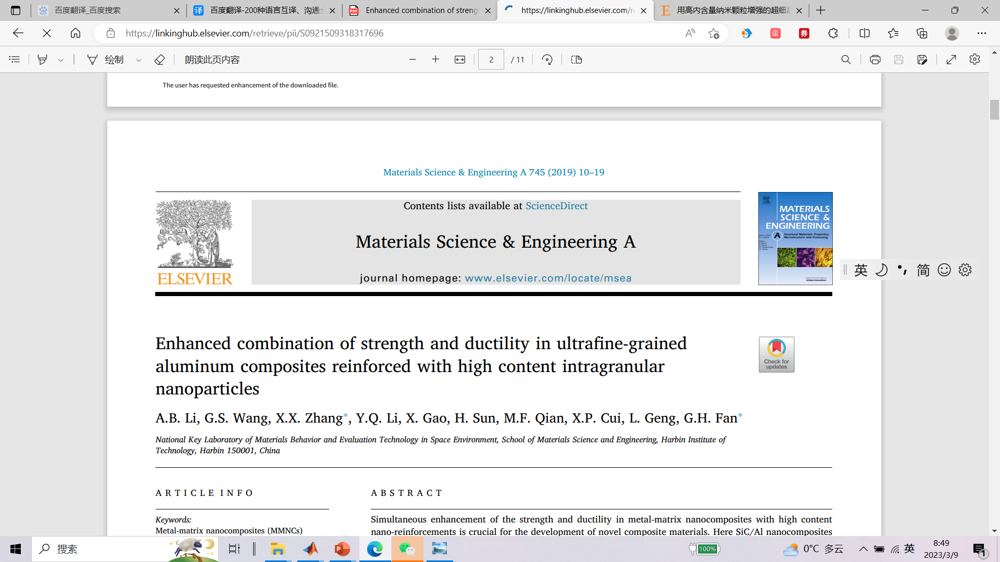 百度翻译_百度搜索
百度翻译-200种语言互译、沟通
Enhanced combination of streng
https://linkinghub.elsevier.com/r
用高内含量纳米颗粒增强的超细
https://linkinghub.elsevier.com/retrieve/pii/S0921509318317696
惠
券
绘制
朗读此页内容
2
/ 11
The user has requested enhancement of the downloaded file.
Materials Science & Engineering A 745 (2019) 10–19
Contents lists available at ScienceDirect
Materials Science & Engineering A
journal homepage: www.elsevier.com/locate/msea
NON SOLUS
ELSEVIER
MATERIALS
SCIENCE &
ENGINEERING
A
Structural Materials: Properties,
Microstructure and Processing
英
简
Enhanced combination of strength and ductility in ultrafine-grained
aluminum composites reinforced with high content intragranular
nanoparticles
Check for
updates
A.B. Li, G.S. Wang, X.X. Zhang*, Y.Q. Li, X. Gao, H. Sun, M.F. Qian, X.P. Cui, L. Geng, G.H. Fan*
National Key Laboratory of Materials Behavior and Evaluation Technology in Space Environment, School of Materials Science and Engineering, Harbin Institute of
Technology, Harbin 150001, China
ARTICLE INFO
ABSTRACT
Keywords:
Metal-matrix nanocomposites (MMNCs)
Simultaneous enhancement of the strength and ductility in metal-matrix nanocomposites with high content
nano-reinforcements is crucial for the development of novel composite materials. Here SiC/Al nanocomposites
搜索
100%
0°C 多云
英
8:49
2023/3/9
1